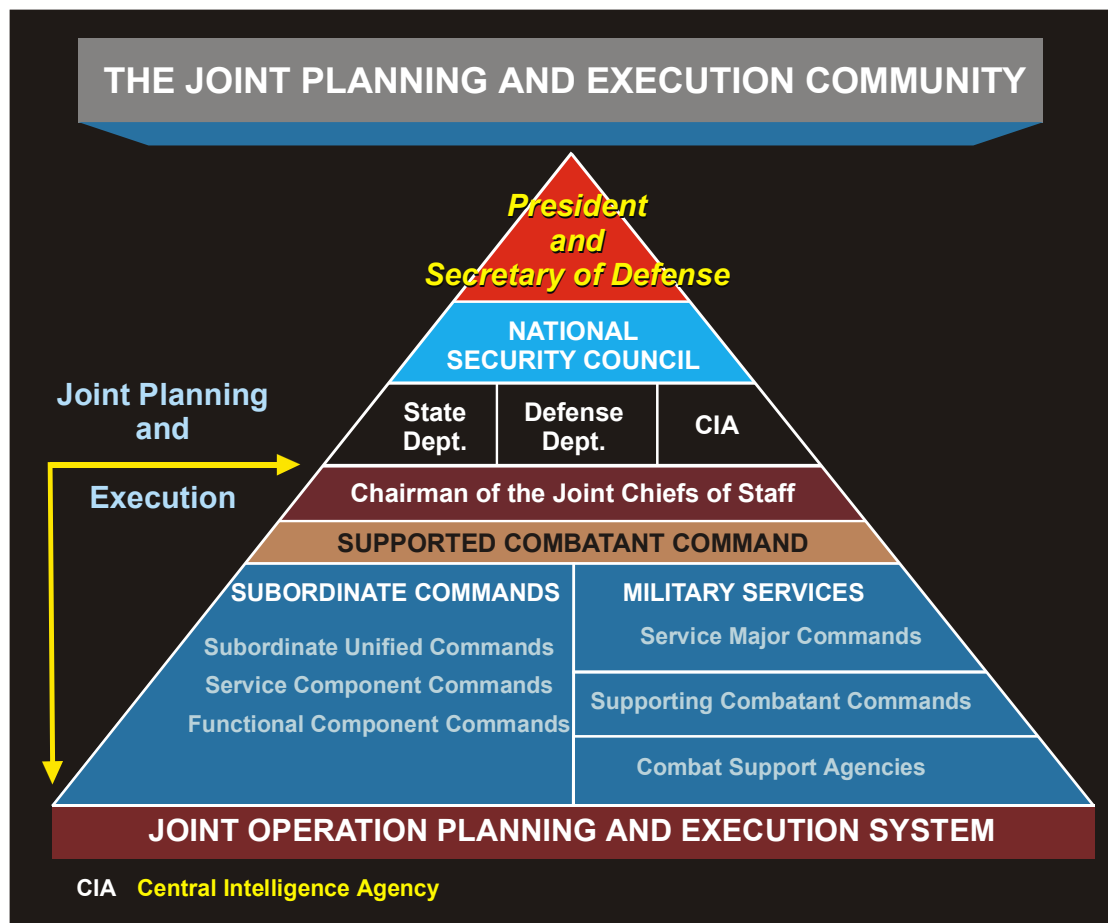 THE JOINT PLANNING AND EXECUTION COMMUNITY
President
and
Secretary of Defense
NATIONAL
SECURITY COUNCIL
Joint Planning
and
Execution
State
Dept.
Defense
Dept.
CIA
Chairman of the Joint Chiefs of Staff
SUPPORTED COMBATANT COMMAND
SUBORDINATE COMMANDS
Subordinate Unified Commands
Service Component Commands
Functional Component Commands
MILITARY SERVICES
Service Major Commands
Supporting Combatant Commands
Combat Support Agencies
JOINT OPERATION PLANNING AND EXECUTION SYSTEM
CIA Central Intelligence Agency